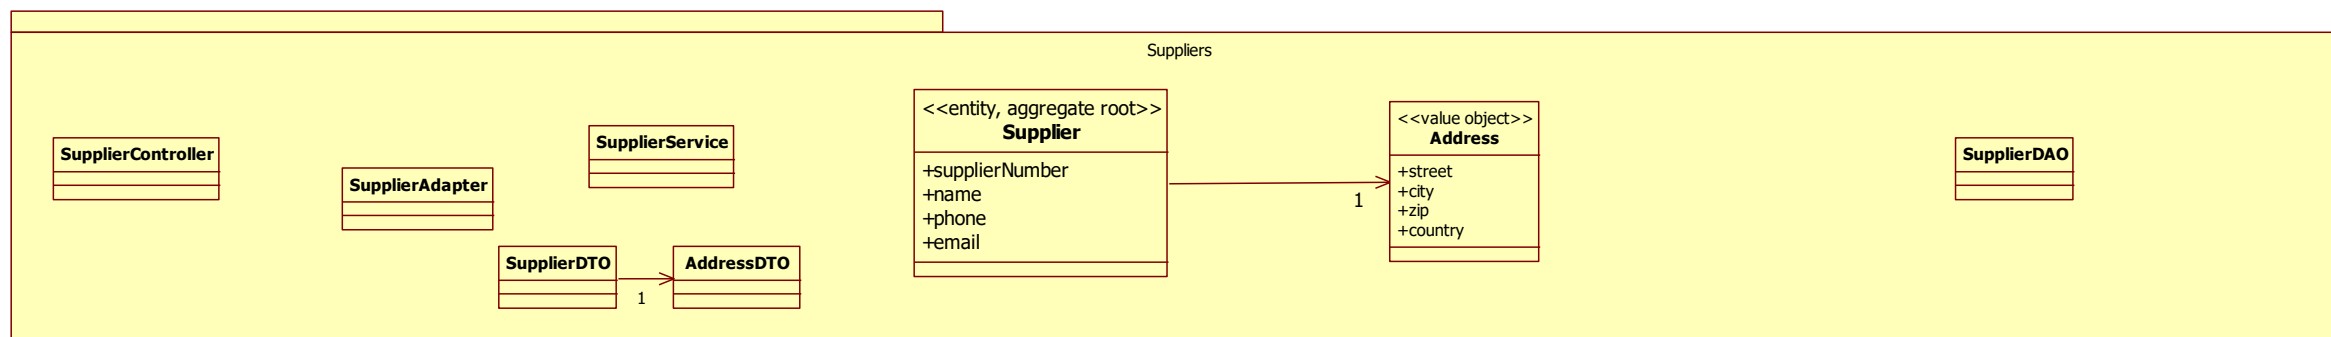 Suppliers
SupplierController
SupplierAdapter
SupplierService
SupplierDTO
1
AddressDTO
<<entity, aggregate root>>
Supplier
+supplierNumber
+name
+phone
+email
1
<<value object>>
Address
+street
+city
+zip
+country
SupplierDAO